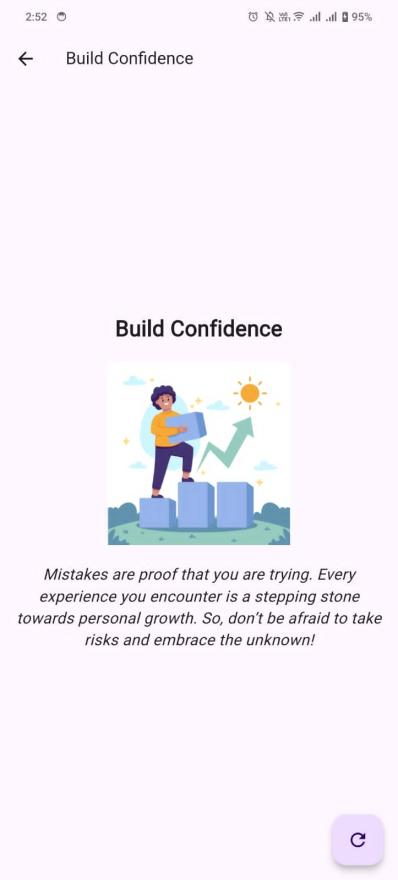 2:52
95%
Build Confidence
Build Confidence
Mistakes are proof that you are trying. Every
experience you encounter is a stepping stone
towards personal growth. So, don’t be afraid to take
risks and embrace the unknown!